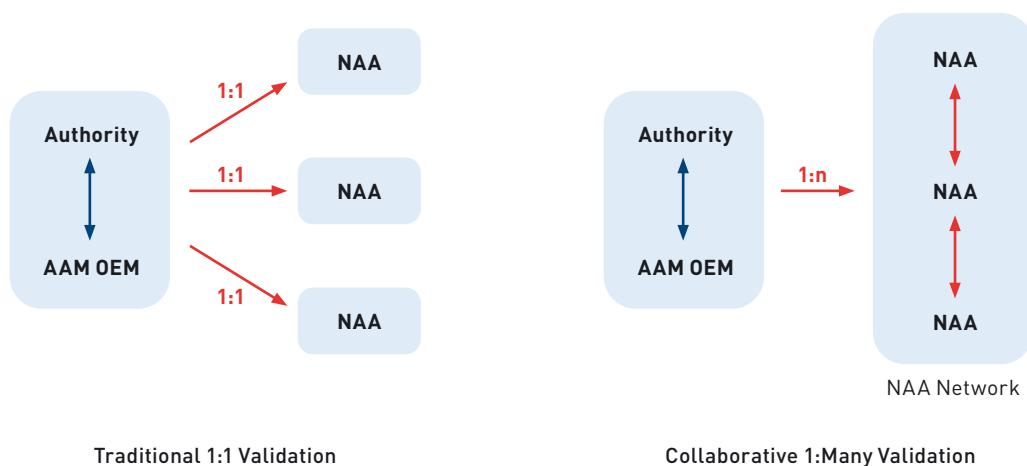 Authority
AAM OEM
1:1
1:1
1:1
NAA
NAA
NAA
Traditional 1:1 Validation
Authority
AAM OEM
1:n
NAA
NAA
NAA
NAA Network
Collaborative 1:Many Validation